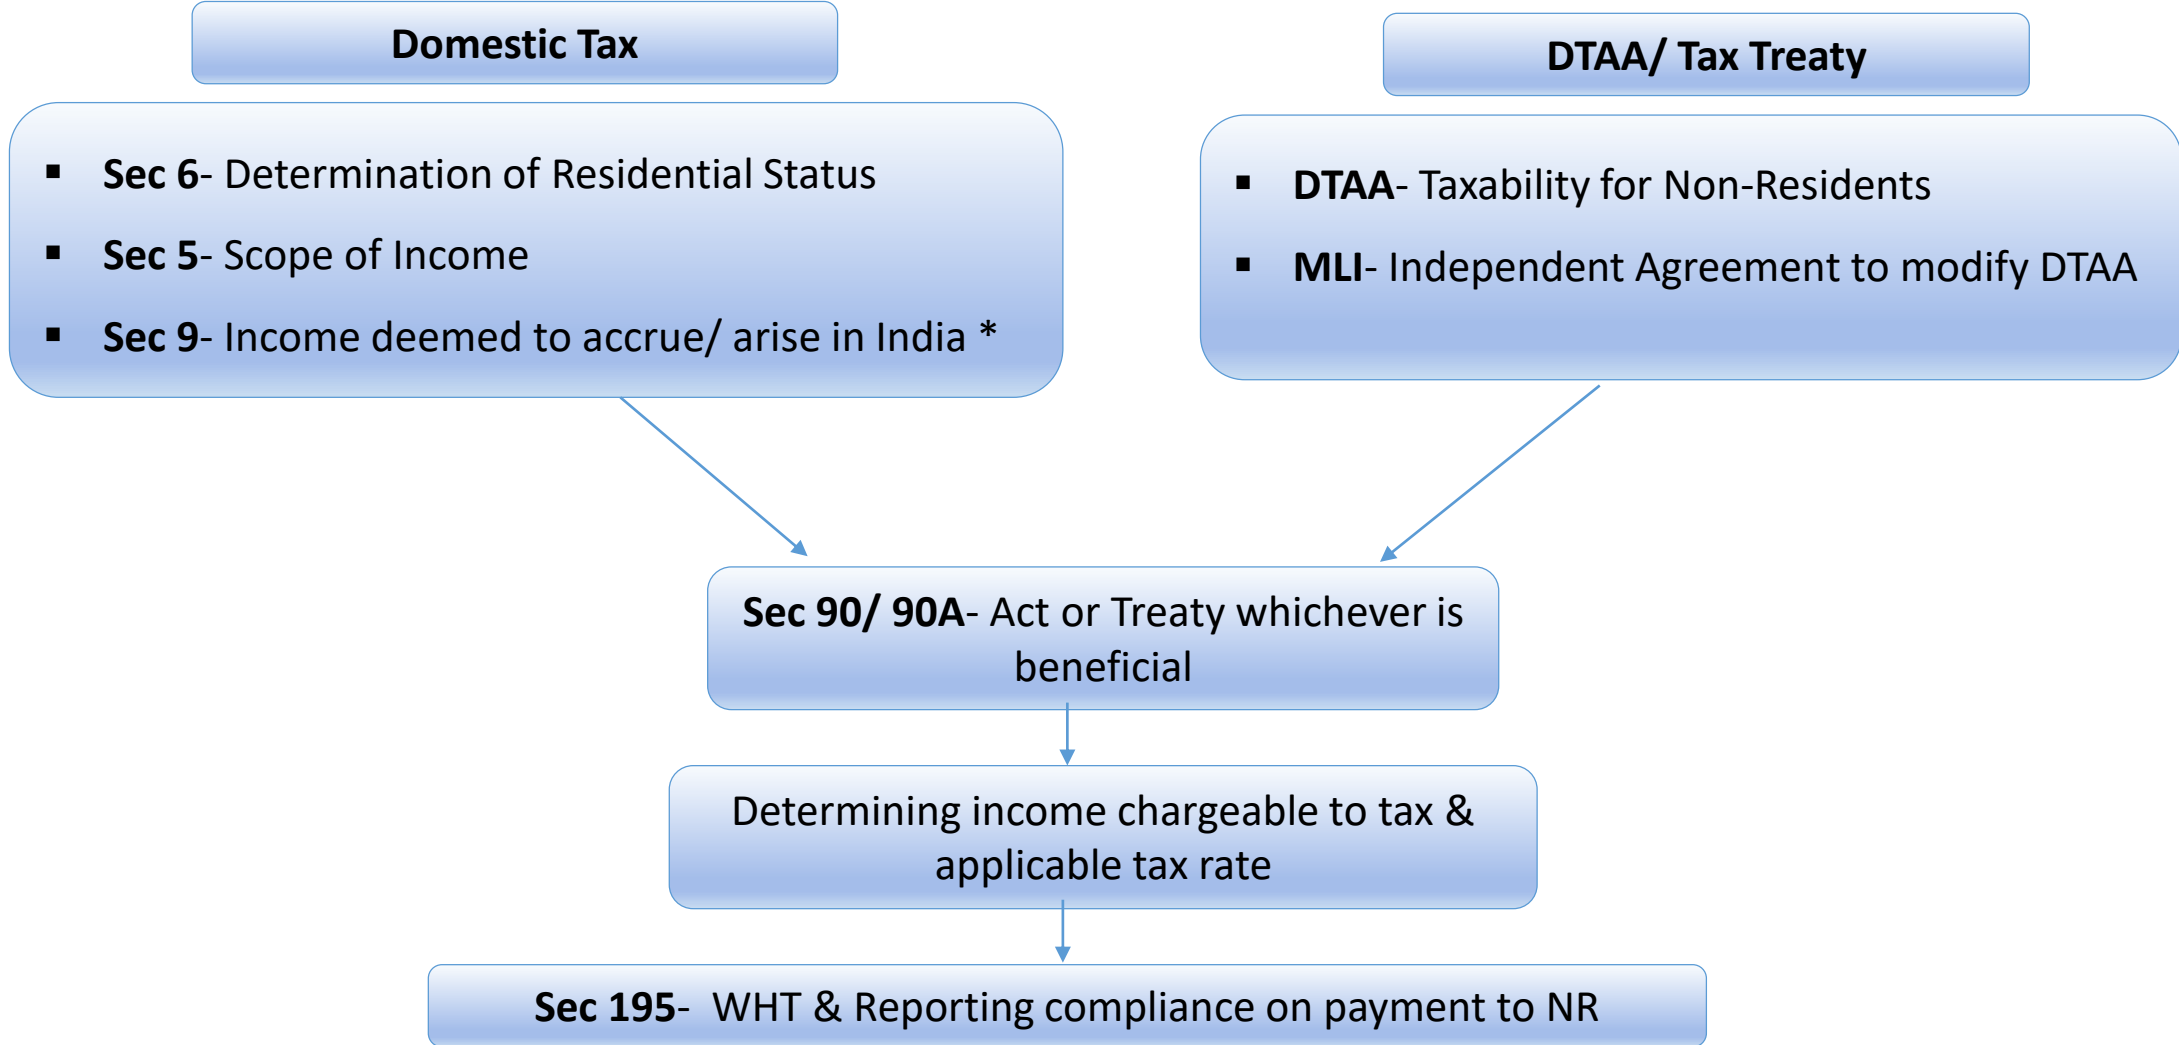 Domestic Tax
▪ Sec 6- Determination of Residential Status
▪ Sec 5- Scope of Income
▪ Sec 9- Income deemed to accrue/ arise in India *
DTAA/ Tax Treaty
▪ DTAA- Taxability for Non-Residents
▪ MLI- Independent Agreement to modify DTAA
Sec 90/ 90A- Act or Treaty whichever is
beneficial
Determining income chargeable to tax &
applicable tax rate
Sec 195- WHT & Reporting compliance on payment to NR